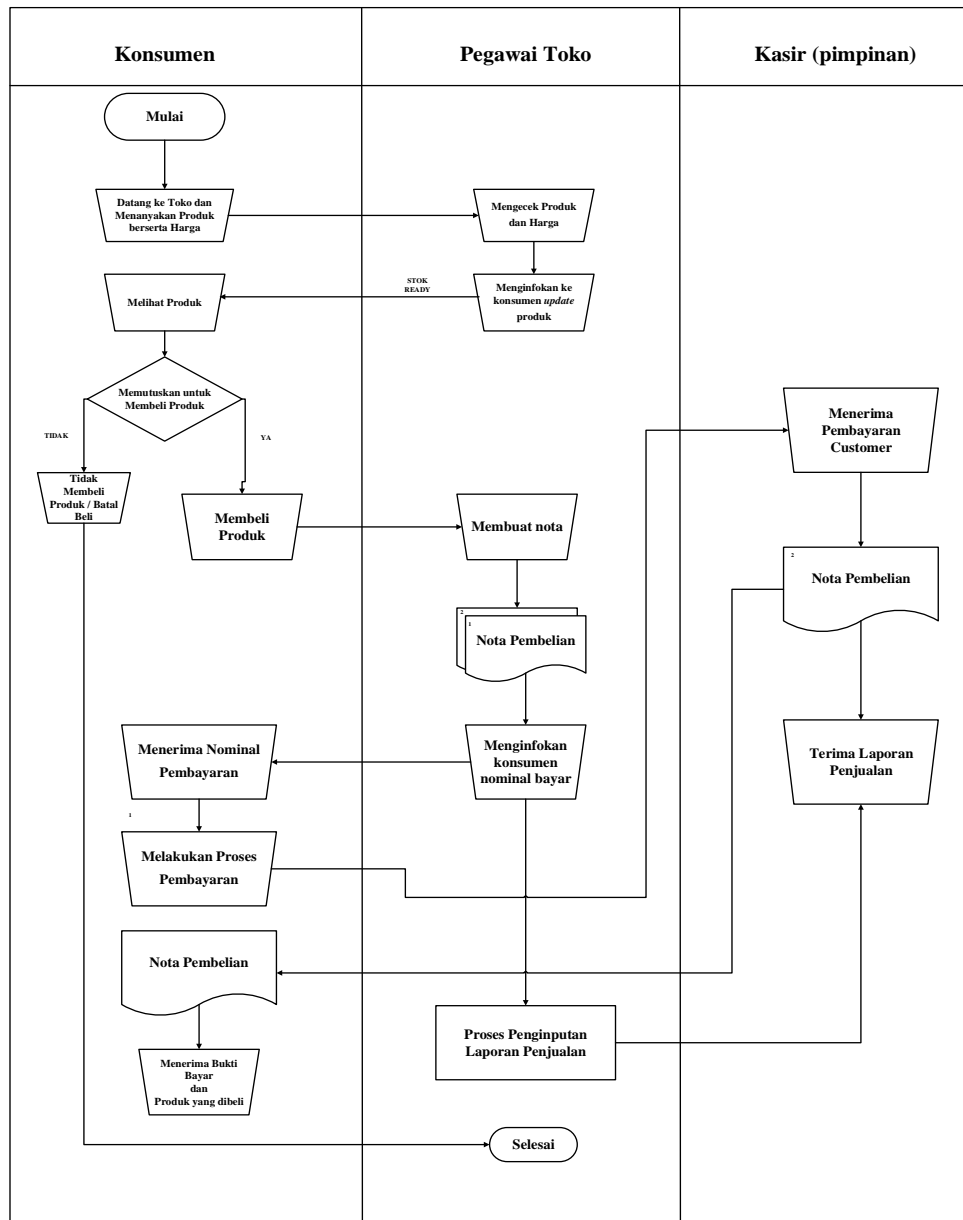 Konsumen
Pegawai Toko
Kasir (pimpinan)
Mulai
Datang ke Toko dan
Menanyakan Produk
berserta Harga
Mengecek Produk
dan Harga
STOK
READY
Melihat Produk
Menginfokan ke
konsumen update
produk
Memutuskan untuk
Membeli Produk
TIDAK
YA
Menerima
Pembayaran
Customer
Tidak
Membeli
Produk / Batal
Beli
Membeli
Produk
Membuat nota
2
Nota Pembelian
2
1
Nota Pembelian
Menerima Nominal
Pembayaran
Menginfokan
konsumen
nominal bayar
Terima Laporan
Penjualan
1
Melakukan Proses
Pembayaran
Nota Pembelian
Proses Penginputan
Laporan Penjualan
Menerima Bukti
Bayar
dan
Produk yang dibeli
Selesai